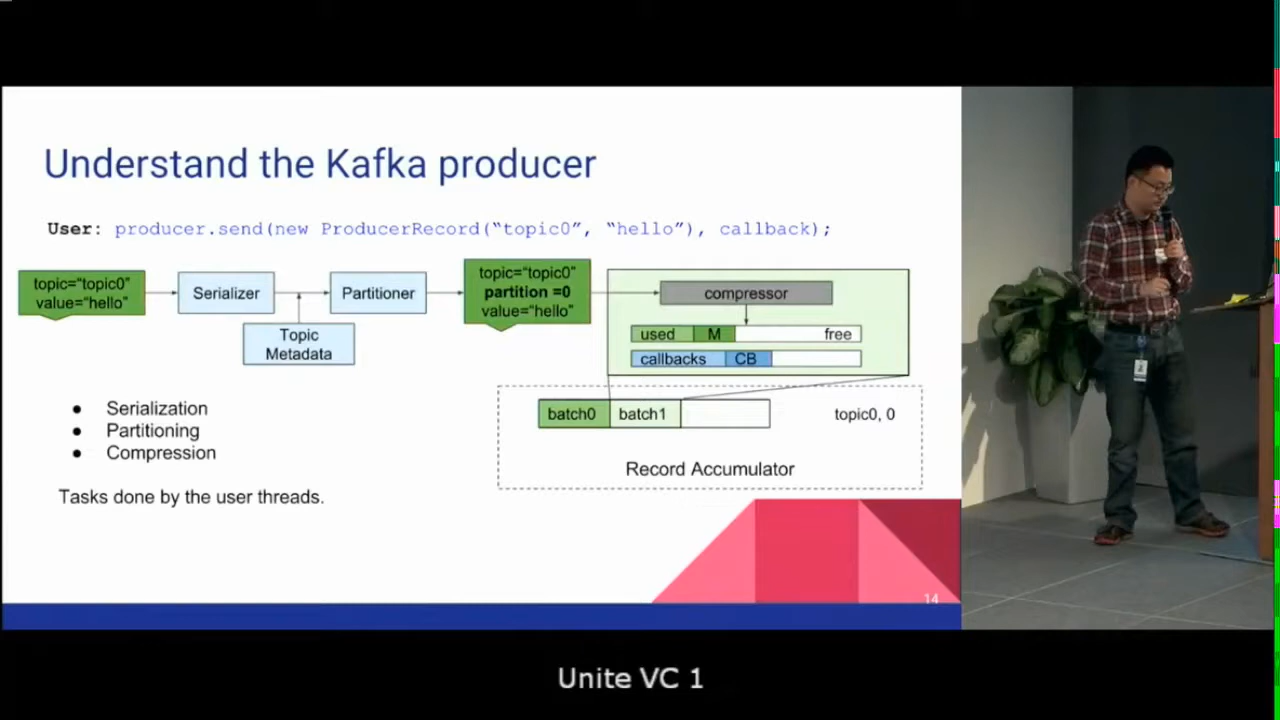 Understand the Kafka producer
User: producer.send(new ProducerRecord(“topic0”, “hello”), callback);
topic=“topic0”
value=“hello”
Serializer
Topic
Metadata
Partitioner
topic=“topic0”
partition =0
value=“hello”
compressor
used M free
callbacks CB
batch0 batch1 topic0, 0
Record Accumulator
● Serialization
● Partitioning
● Compression
Tasks done by the user threads.
14
Unite VC 1